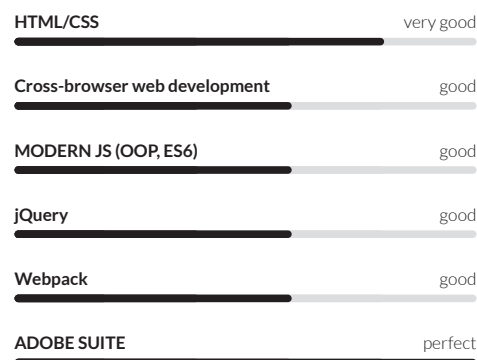 HTML/CSS very good
Cross-browser web development good
MODERN JS (OOP, ES6) good
jQuery good
Webpack good
ADOBE SUITE perfect